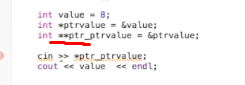 int value = 8;
int *ptrvalue = &value;
int **ptr_ptrvalue = &ptrvalue;
cin >> *ptr_ptrvalue;
cout << value << endl;